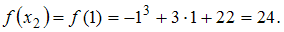 f(x₂) = f(1) = −1³ + 3·1 + 22 = 24.